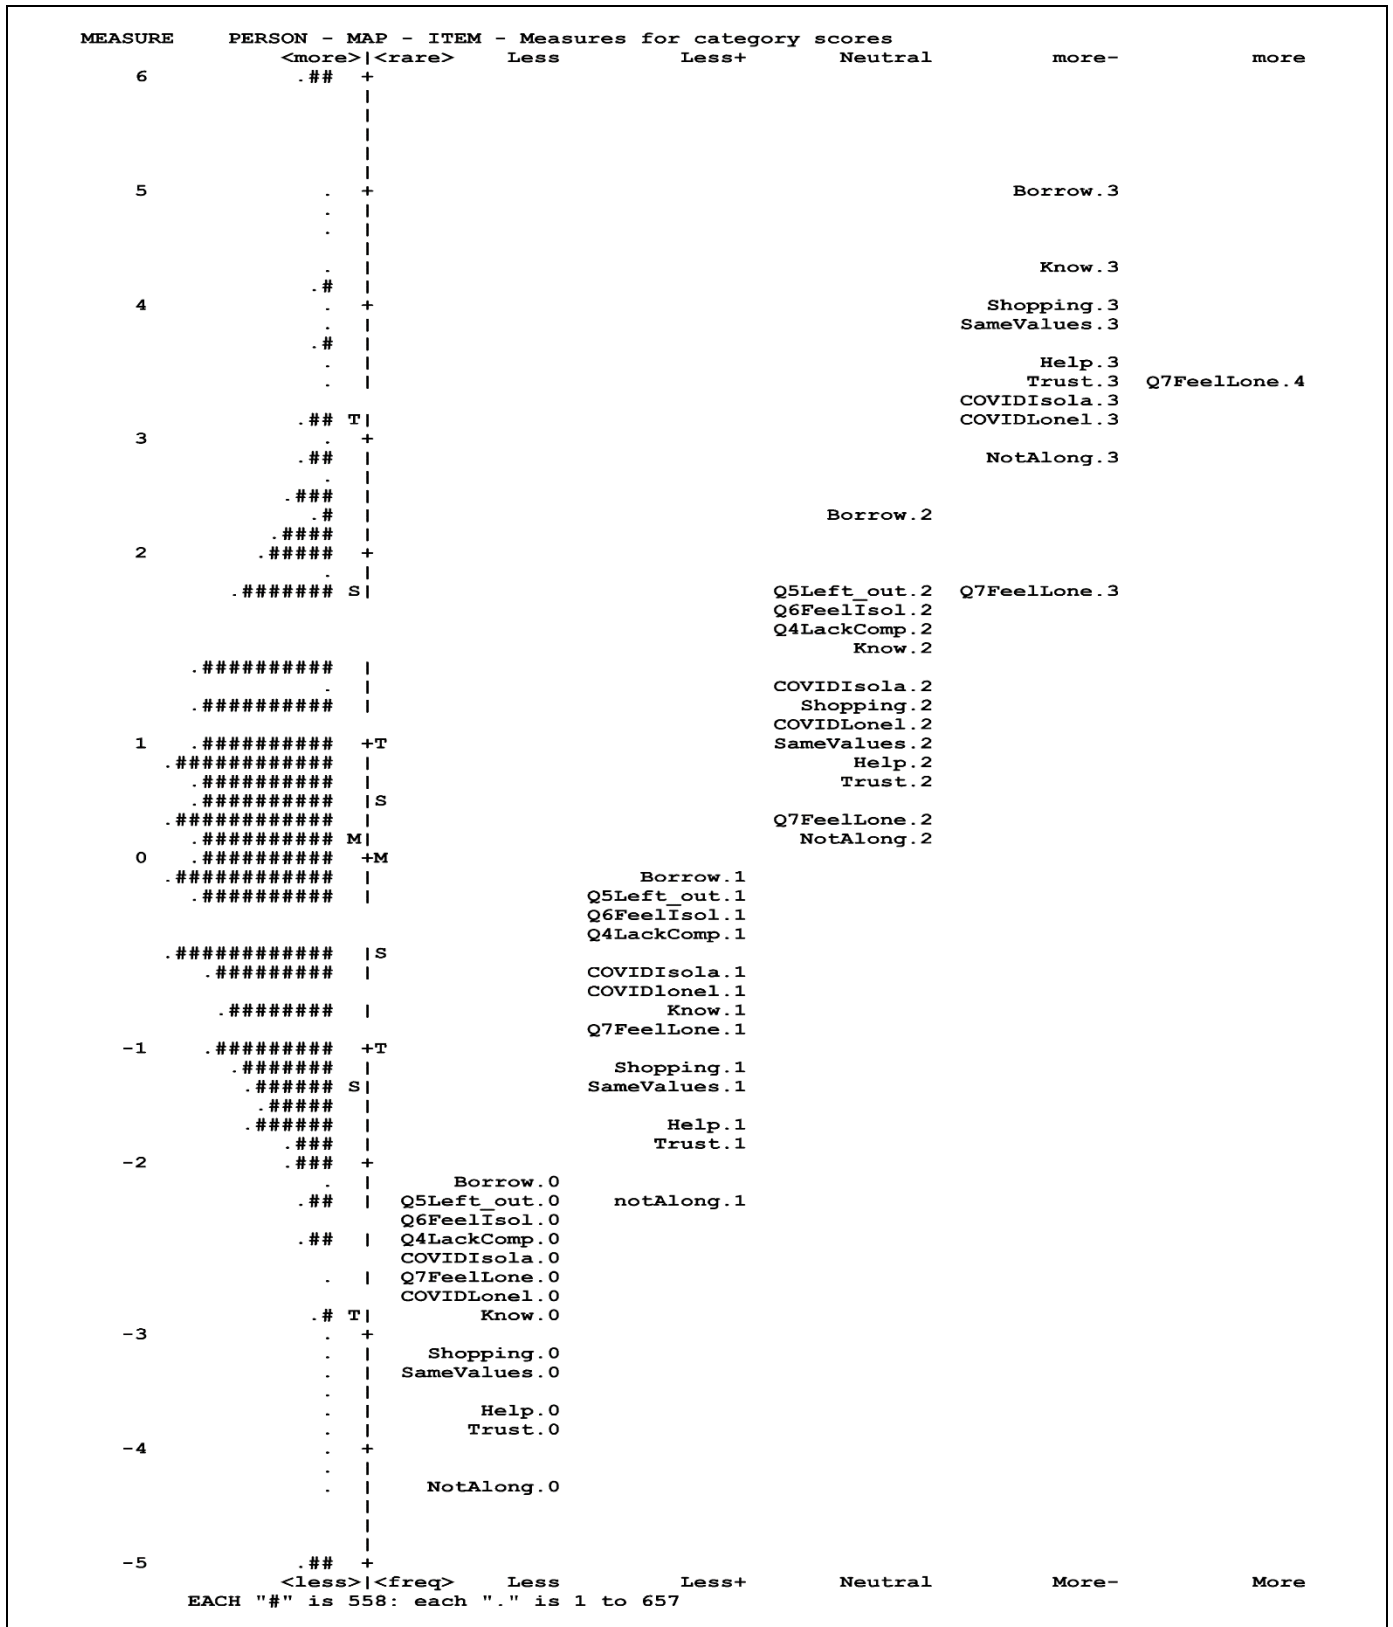 MEASURE PERSON - MAP - ITEM - Measures for category scores
<more>|<rare> Less Less+ Neutral more- more
6 .## +
|
|
|
|
|
5 . + Borrow.3
. |
. |
|
. | Know.3
.# |
4 . + Shopping.3
. | SameValues.3
.# |
. | Help.3
. | Trust.3 Q7FeelLone.4
COVIDIsola.3
.## T| COVIDLonel.3
3 . +
.## | NotAlong.3
. |
.### |
.# | Borrow.2
.#### |
2 .##### +
. |
.####### S| Q5Left_out.2 Q7FeelLone.3
Q6FeelIsol.2
Q4LackComp.2
Know.2
.########## |
. | COVIDIsola.2
.########## | Shopping.2
COVIDLonel.2
1 .########## +T SameValues.2
.############ | Help.2
.########## | Trust.2
.########## |S
.############ | Q7FeelLone.2
.########## M| NotAlong.2
0 .########## +M
.############ | Borrow.1
.########## | Q5Left_out.1
Q6FeelIsol.1
Q4LackComp.1
.############ |S
.######### | COVIDIsola.1
COVIDlonel.1
.######## | Know.1
Q7FeelLone.1
-1 .######### +T
.####### | Shopping.1
.###### S| SameValues.1
.##### |
.###### | Help.1
.### | Trust.1
-2 .### +
. | Borrow.0
.## | Q5Left_out.0 notAlong.1
Q6FeelIsol.0
.## | Q4LackComp.0
COVIDIsola.0
. | Q7FeelLone.0
COVIDLonel.0
.# T| Know.0
-3 . +
. | Shopping.0
. | SameValues.0
. |
. | Help.0
. | Trust.0
-4 . +
. |
. | NotAlong.0
|
|
|
-5 .## +
<less>|<freq> Less Less+ Neutral More- More
EACH "#" is 558: each "." is 1 to 657